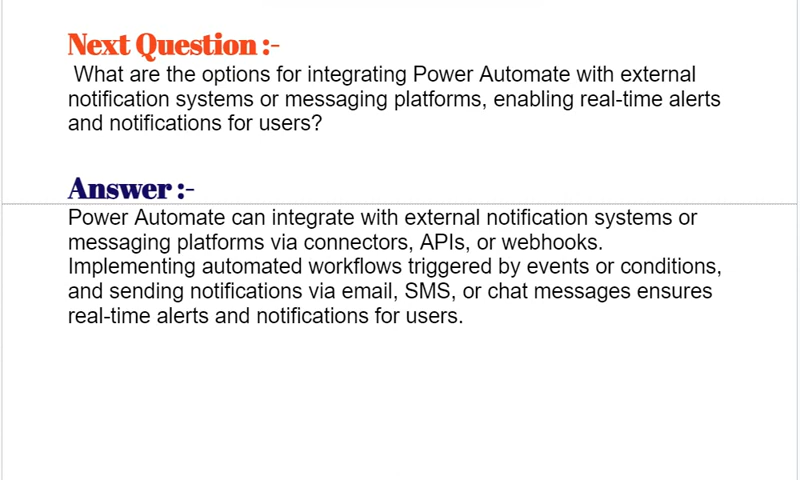 Next Question :-
What are the options for integrating Power Automate with external
notification systems or messaging platforms, enabling real-time alerts
and notifications for users?
Answer :-
Power Automate can integrate with external notification systems or
messaging platforms via connectors, APIs, or webhooks.
Implementing automated workflows triggered by events or conditions,
and sending notifications via email, SMS, or chat messages ensures
real-time alerts and notifications for users.